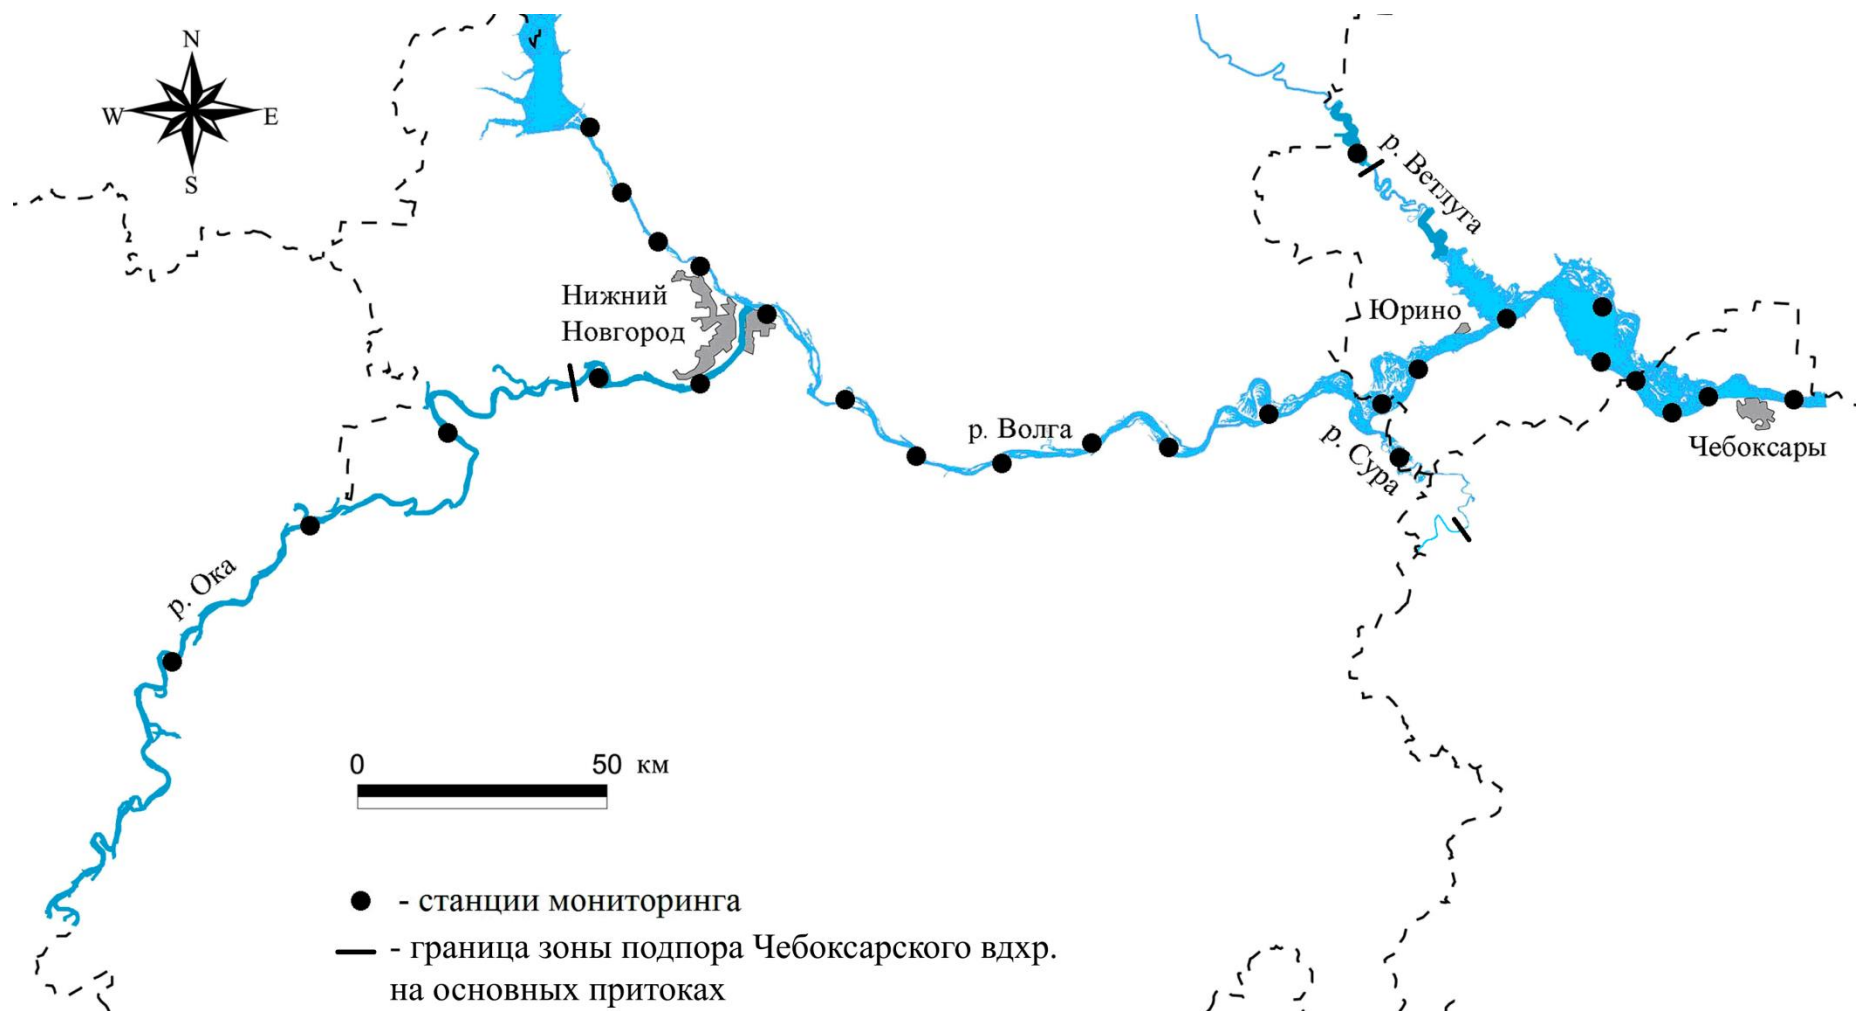 N
W
E
S
р. Ветлуга
Нижний
Новгород
Юрино
р. Волга
р. Сура
Чебоксары
р. Ока
0 50 км
- станции мониторинга
- граница зоны подпора Чебоксарского вдхр.
на основных притоках